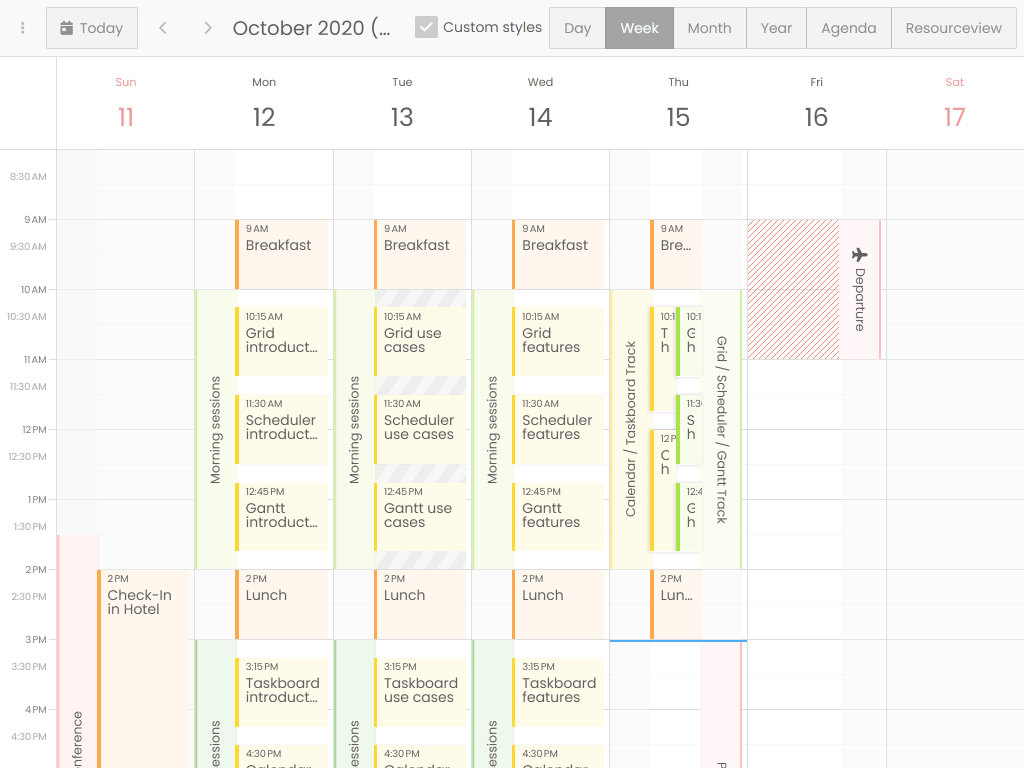 Today
October 2020 (...
Custom styles
Day
Week
Month
Year
Agenda
Resourceview
Sun
11
Mon
12
Tue
13
Wed
14
Thu
15
Fri
16
Sat
17
8:30 AM
9 AM
9:30 AM
10 AM
10:30 AM
11 AM
11:30 AM
12 PM
12:30 PM
1 PM
1:30 PM
2 PM
2:30 PM
3 PM
3:30 PM
4 PM
4:30 PM
nference
2 PM
Check-In
in Hotel
Morning sessions
9 AM
Breakfast
10:15 AM
Grid
introduct...
11:30 AM
Scheduler
introduct...
12:45 PM
Gantt
introduct...
2 PM
Lunch
essions
3:15 PM
Taskboard
introduct...
4:30 PM
Calendar
Morning sessions
9 AM
Breakfast
10:15 AM
Grid use
cases
11:30 AM
Scheduler
use cases
12:45 PM
Gantt use
cases
2 PM
Lunch
essions
3:15 PM
Taskboard
use cases
4:30 PM
Calendar
Morning sessions
9 AM
Breakfast
10:15 AM
Grid
features
11:30 AM
Scheduler
features
12:45 PM
Gantt
features
2 PM
Lunch
essions
3:15 PM
Taskboard
features
4:30 PM
Calendar
Calendar / Taskboard Track
9 AM
Bre...
10:1
T
h
10:1
G
h
11:30
S
h
12 P
C
h
12:4
G
h
2 PM
Lun...
Grid / Scheduler / Gantt Track
Departure